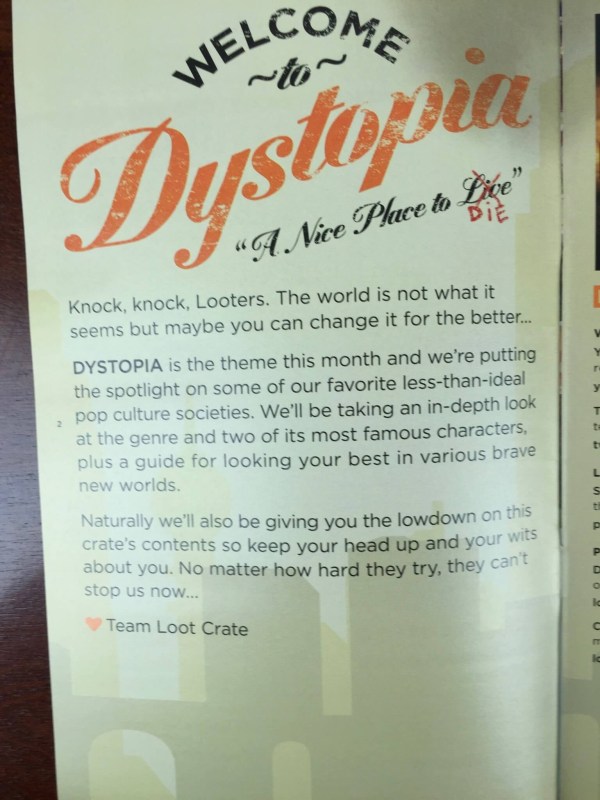 WELCOME
~to~
Dystopia
"A Nice Place to Live"
DiE
Knock, knock, Looters. The world is not what it
seems but maybe you can change it for the better...
DYSTOPIA is the theme this month and we're putting
the spotlight on some of our favorite less-than-ideal
pop culture societies. We'll be taking an in-depth look
at the genre and two of its most famous characters,
plus a guide for looking your best in various brave
new worlds.
2
Naturally we'll also be giving you the lowdown on this
crate's contents so keep your head up and your wits
about you. No matter how hard they try, they can't
stop us now...
♥ Team Loot Crate